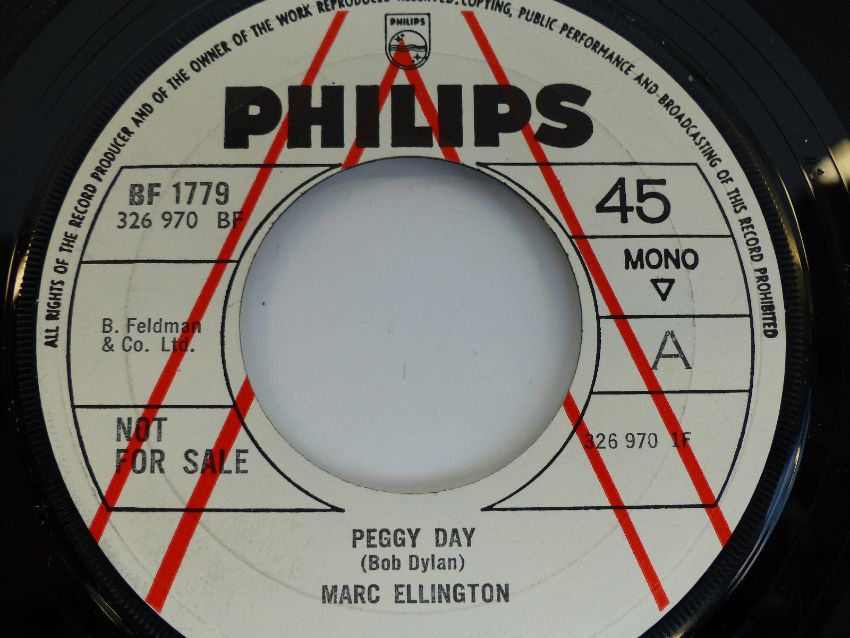 ALL RIGHTS OF THE RECORD PRODUCER AND OF THE OWNER OF THE WORK REPRODUCED RESERVED. COPYING, PUBLIC PERFORMANCE AND BROADCASTING OF THIS RECORD PROHIBITED
PHILIPS
PHILIPS
BF 1779
326 970 BF
45
MONO
B. Feldman
& Co. Ltd.
A
NOT
FOR SALE
326 970 1F
PEGGY DAY
(Bob Dylan)
MARC ELLINGTON